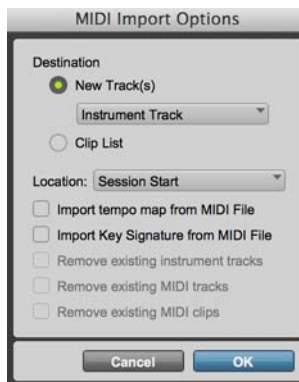 MIDI Import Options
Destination
New Track(s)
Instrument Track
Clip List
Location: Session Start
Import tempo map from MIDI File
Import Key Signature from MIDI File
Remove existing instrument tracks
Remove existing MIDI tracks
Remove existing MIDI clips
Cancel OK